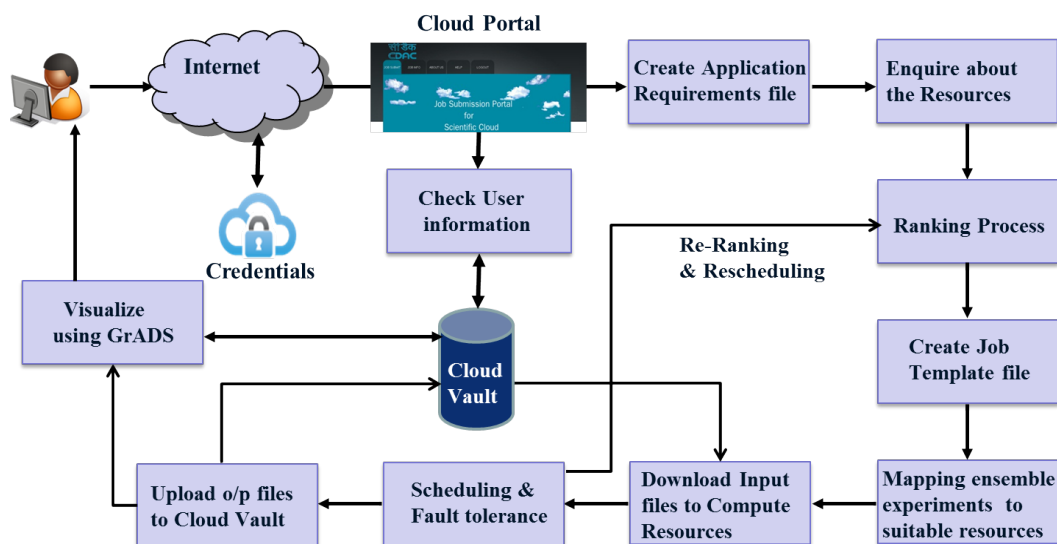 Cloud Portal
Internet
सी डैक
CDAC
Job Submission Portal
for
Scientific Cloud
Create Application
Requirements file
Enquire about
the Resources
Check User
information
Credentials
Re-Ranking
& Rescheduling
Ranking Process
Visualize
using GrADS
Cloud
Vault
Create Job
Template file
Upload o/p files
to Cloud Vault
Scheduling &
Fault tolerance
Download Input
files to Compute
Resources
Mapping ensemble
experiments to
suitable resources